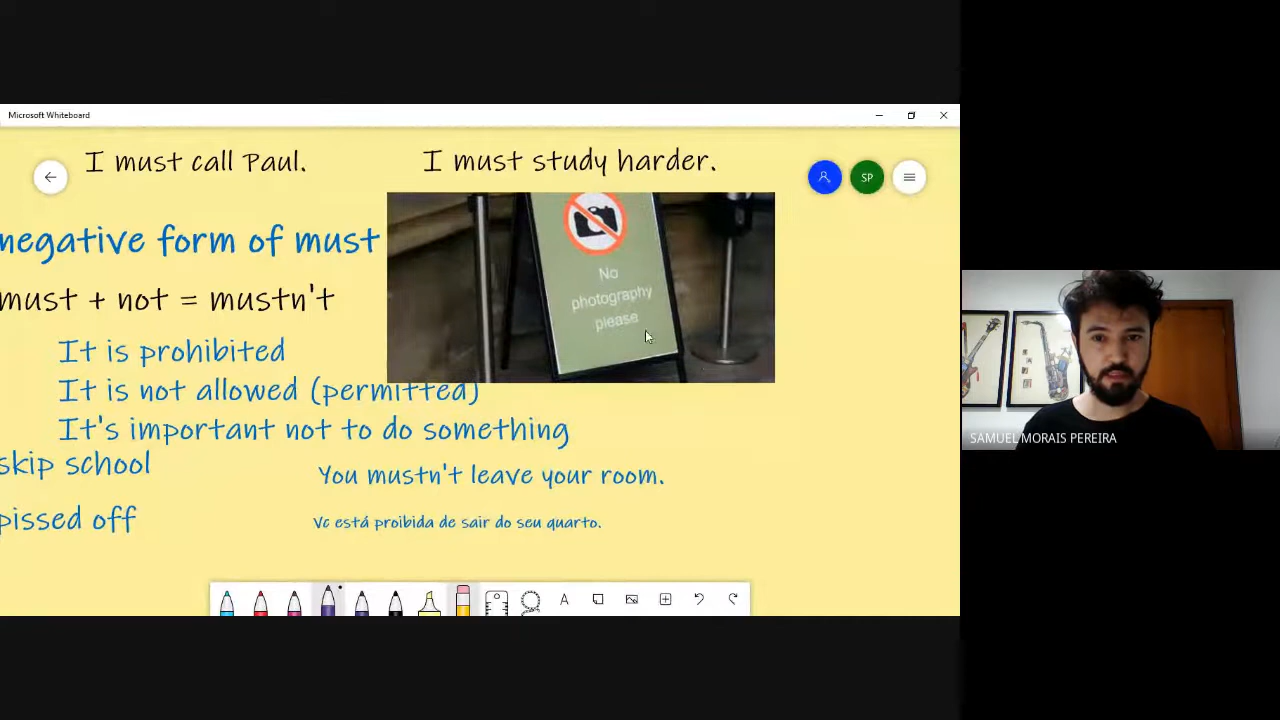 Microsoft Whiteboard
I must call Paul.
I must study harder.
SP
negative form of must
must + not = mustn't
No
photography
please
It is prohibited
It is not allowed (permitted)
It's important not to do something
skip school
You mustn't leave your room.
pissed off
Vc está proibida de sair do seu quarto.
A
SAMUEL MORAIS PEREIRA